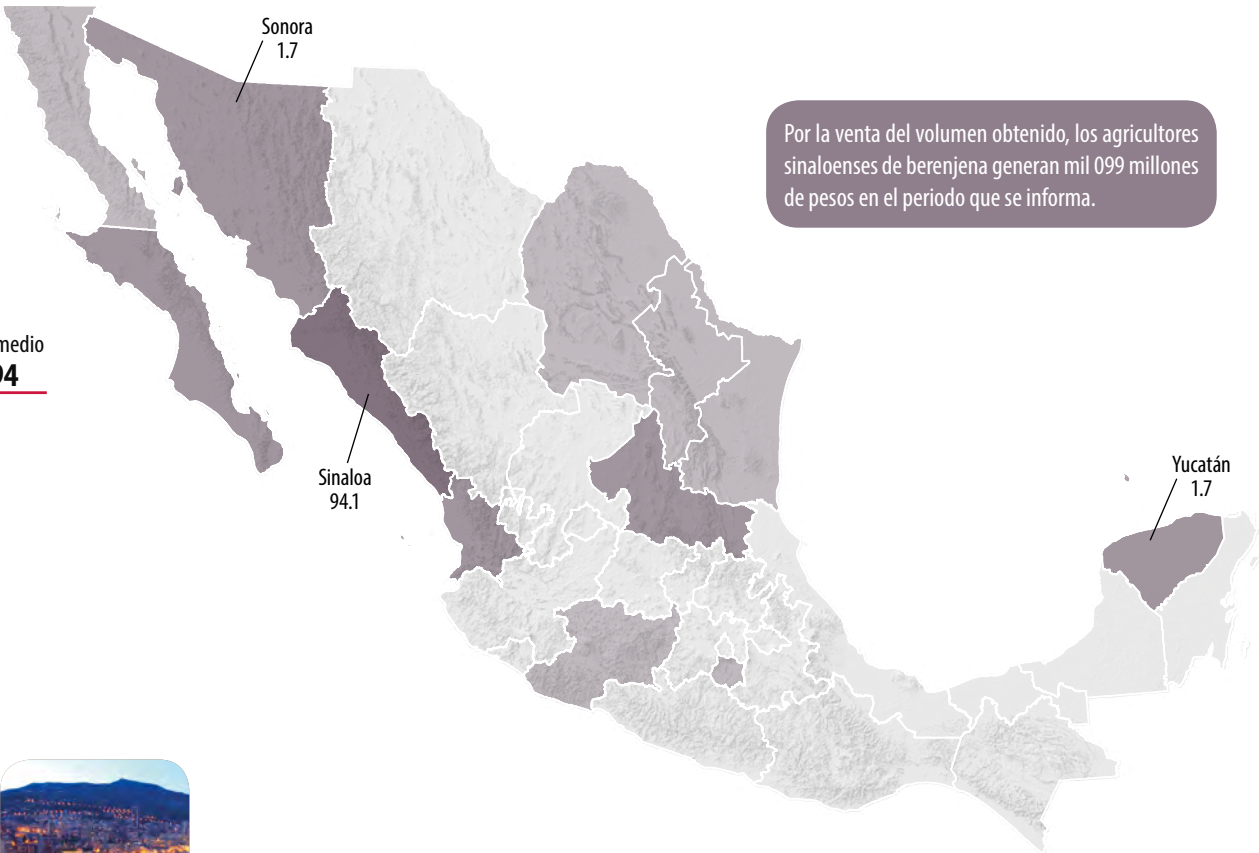 Sonora
1.7
Por la venta del volumen obtenido, los agricultores
sinaloenses de berenjena generan mil 099 millones
de pesos en el periodo que se informa.
medio
94
Sinaloa
94.1
Yucatán
1.7